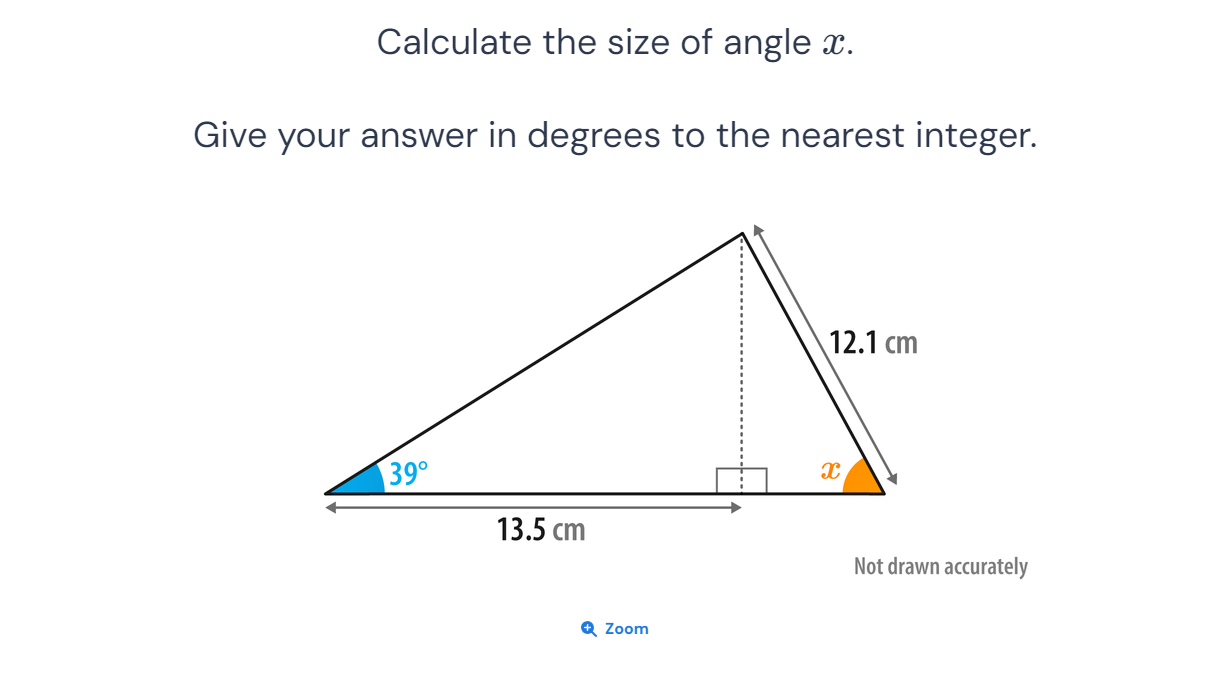 Calculate the size of angle x.
Give your answer in degrees to the nearest integer.
12.1 cm
39°
x
13.5 cm
Not drawn accurately
Zoom